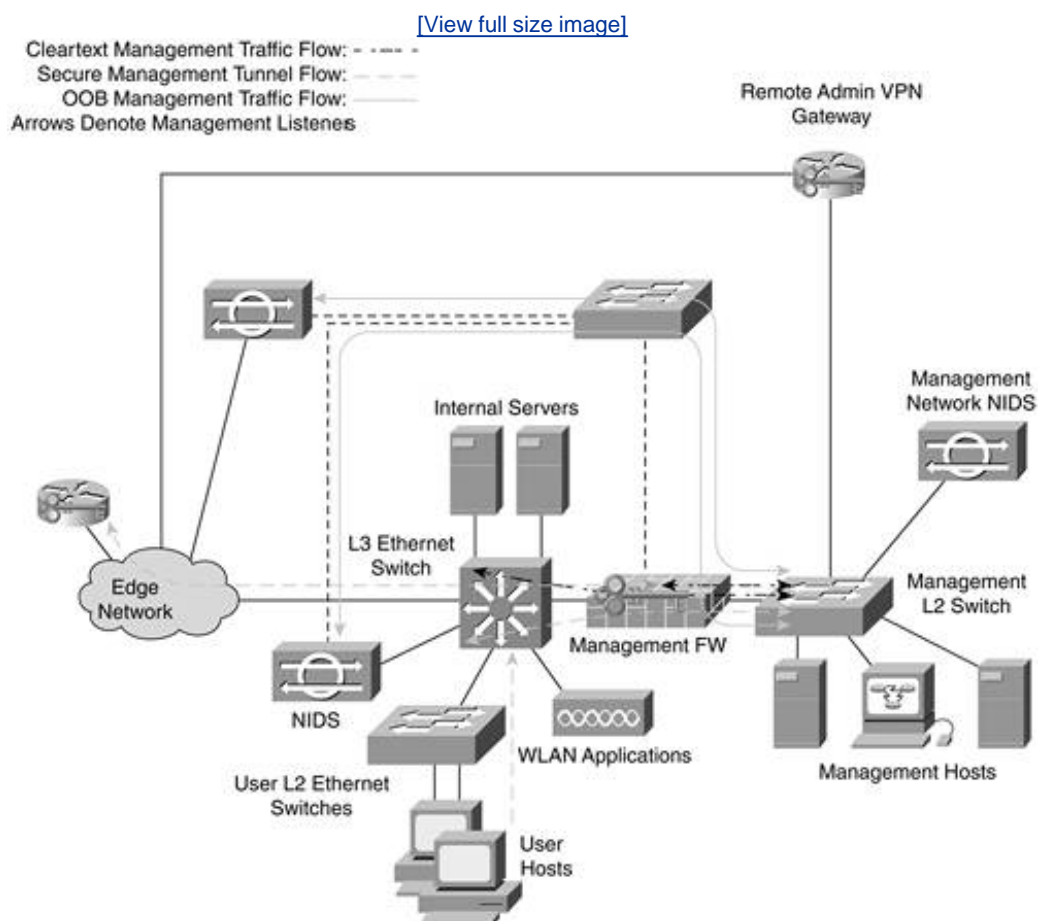 [View full size image]
Cleartext Management Traffic Flow:
Secure Management Tunnel Flow:
OOB Management Traffic Flow:
Arrows Denote Management Listeners
Remote Admin VPN
Gateway
Management
Network NIDS
Internal Servers
L3 Ethernet
Switch
Edge
Network
Management
L2 Switch
Management FW
NIDS
WLAN Applications
Management Hosts
User L2 Ethernet
Switches
User
Hosts